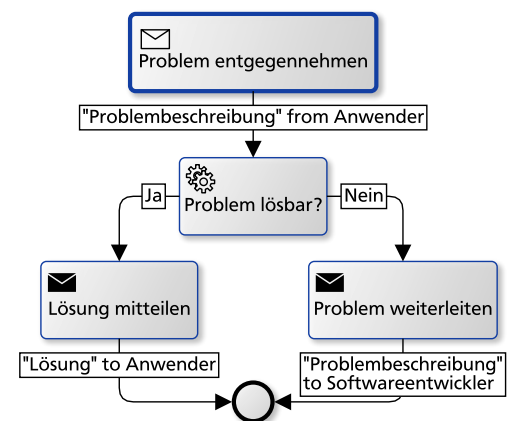 Problem entgegennehmen
"Problembeschreibung" from Anwender
Problem lösbar?
Ja
Nein
Lösung mitteilen
Problem weiterleiten
"Lösung" to Anwender
"Problembeschreibung"
to Softwareentwickler